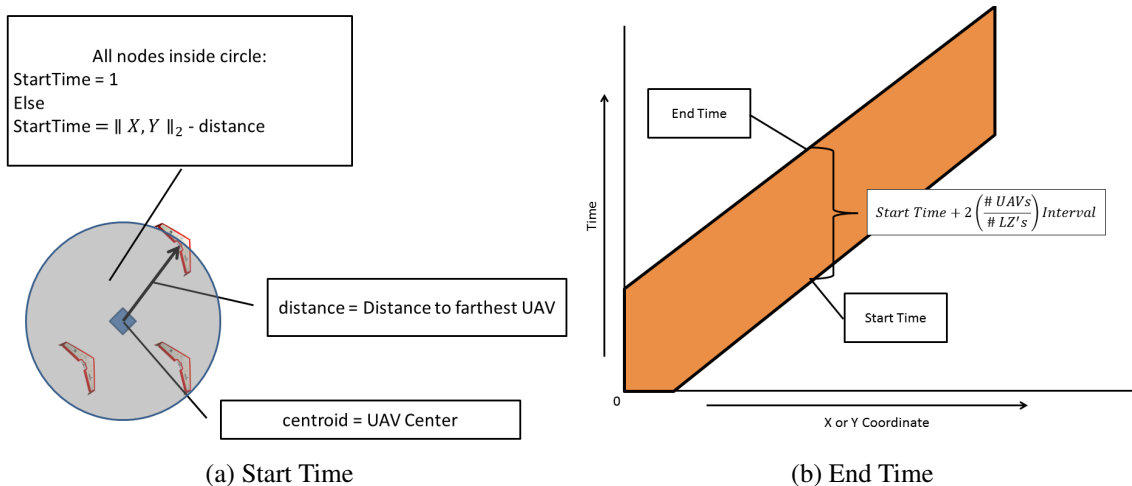 All nodes inside circle:
StartTime = 1
Else
StartTime = ‖ X, Y ‖₂ - distance
distance = Distance to farthest UAV
centroid = UAV Center
(a) Start Time
Time
End Time
Start Time + 2 (# UAVs / # LZ's) Interval
Start Time
0
X or Y Coordinate
(b) End Time